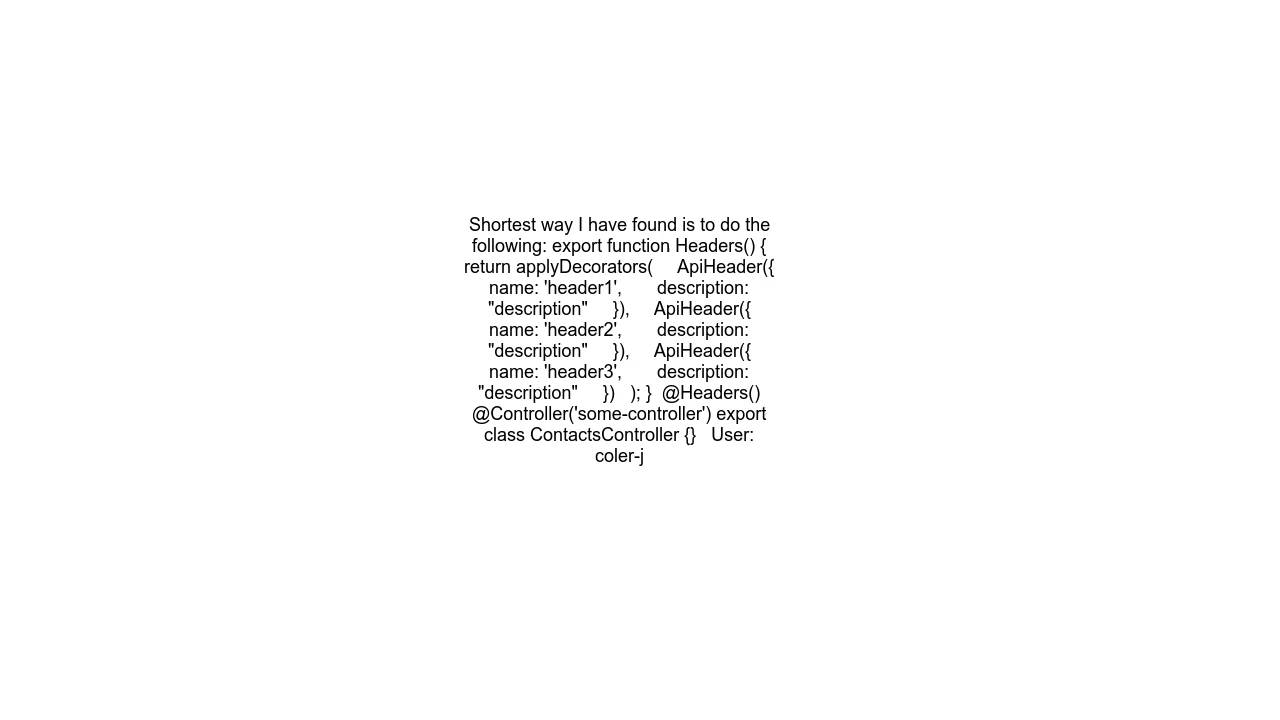 Shortest way I have found is to do the
following: export function Headers() {
return applyDecorators(     ApiHeader({
name: 'header1',       description:
"description"     }),     ApiHeader({
name: 'header2',       description:
"description"     }),     ApiHeader({
name: 'header3',       description:
"description"     })   ); }  @Headers()
@Controller('some-controller') export
class ContactsController {}   User:
coler-j